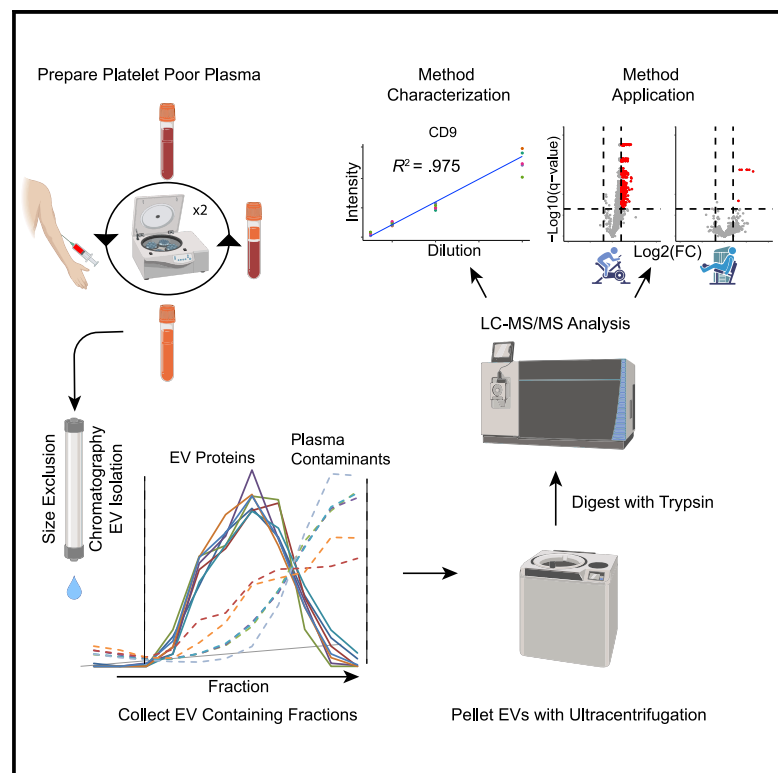 Prepare Platelet Poor Plasma
x2
Size Exclusion
Chromatography
EV Isolation
EV Proteins
Plasma
Contaminants
Fraction
Collect EV Containing Fractions
Pellet EVs with Ultracentrifugation
Digest with Trypsin
LC-MS/MS Analysis
Method
Characterization
CD9
R² = .975
Intensity
Dilution
Method
Application
−Log10(q−value)
Log2(FC)